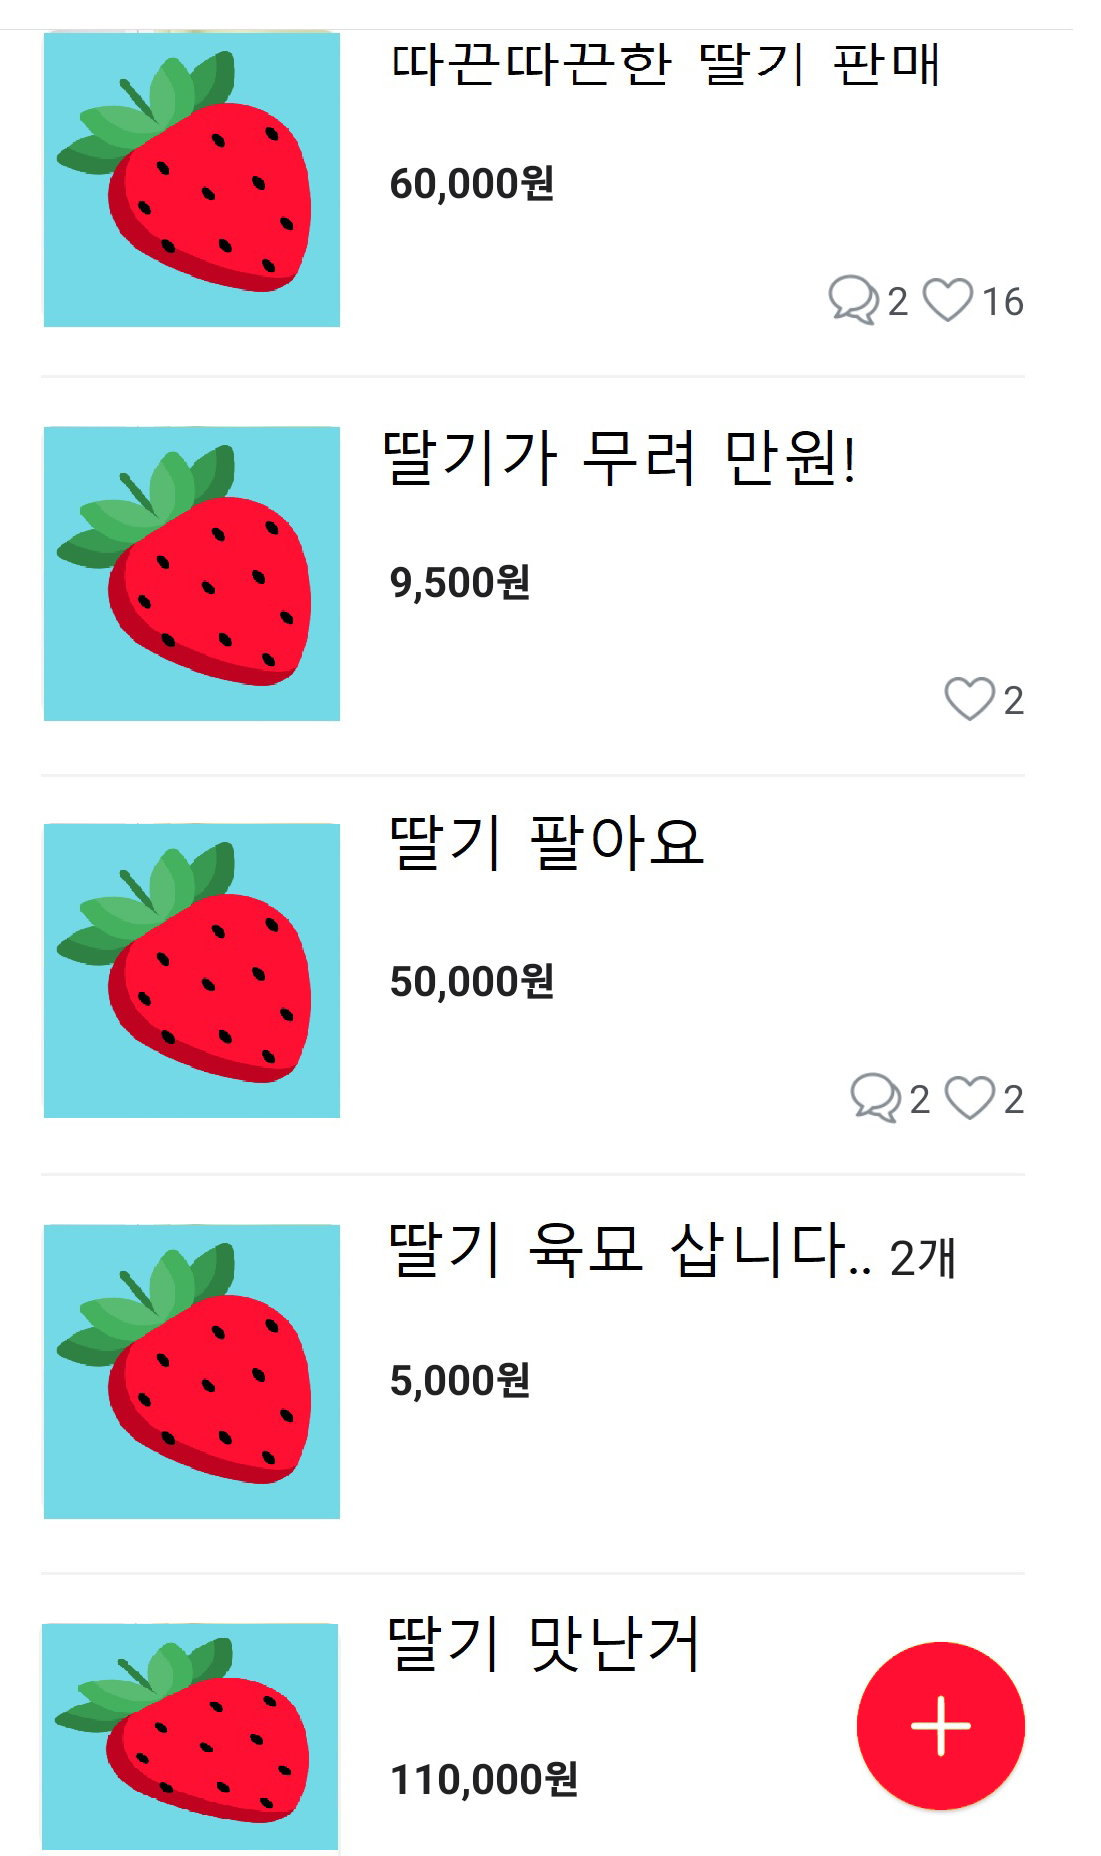 따끈따끈한 딸기 판매
60,000원
2 16
딸기가 무려 만원!
9,500원
2
딸기 팔아요
50,000원
2 2
딸기 육묘 삽니다.. 2개
5,000원
딸기 맛난거
110,000원